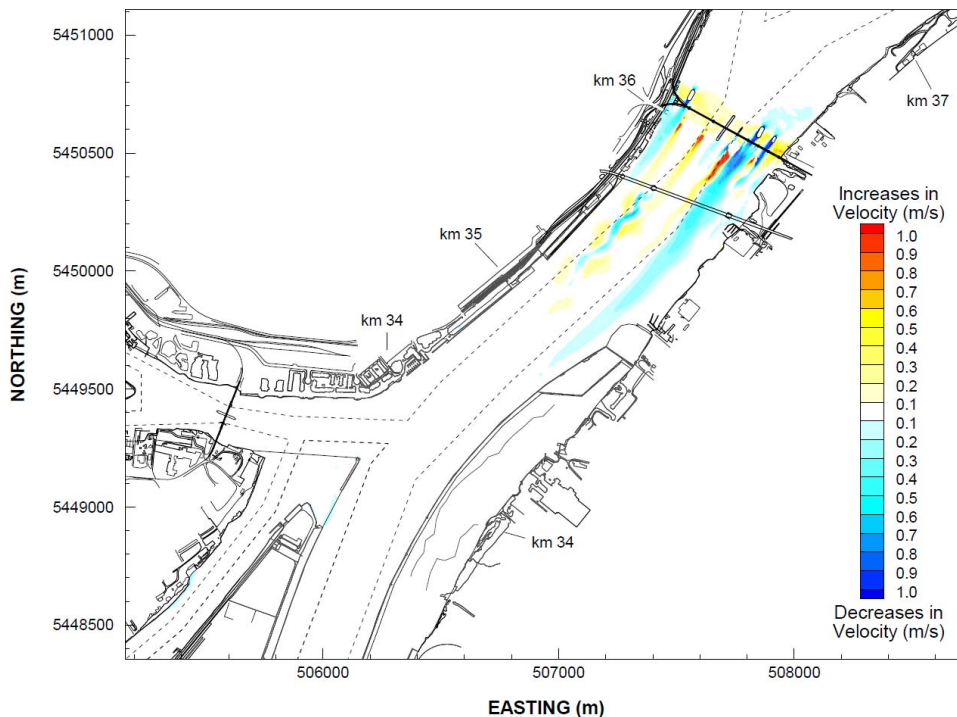 5451000
5450500
5450000
5449500
5449000
5448500
NORTHING (m)
km 36
km 37
km 35
km 34
km 34
Increases in
Velocity (m/s)
1.0
0.9
0.8
0.7
0.6
0.5
0.4
0.3
0.2
0.1
0.1
0.2
0.3
0.4
0.5
0.6
0.7
0.8
0.9
1.0
Decreases in
Velocity (m/s)
506000
507000
508000
EASTING (m)